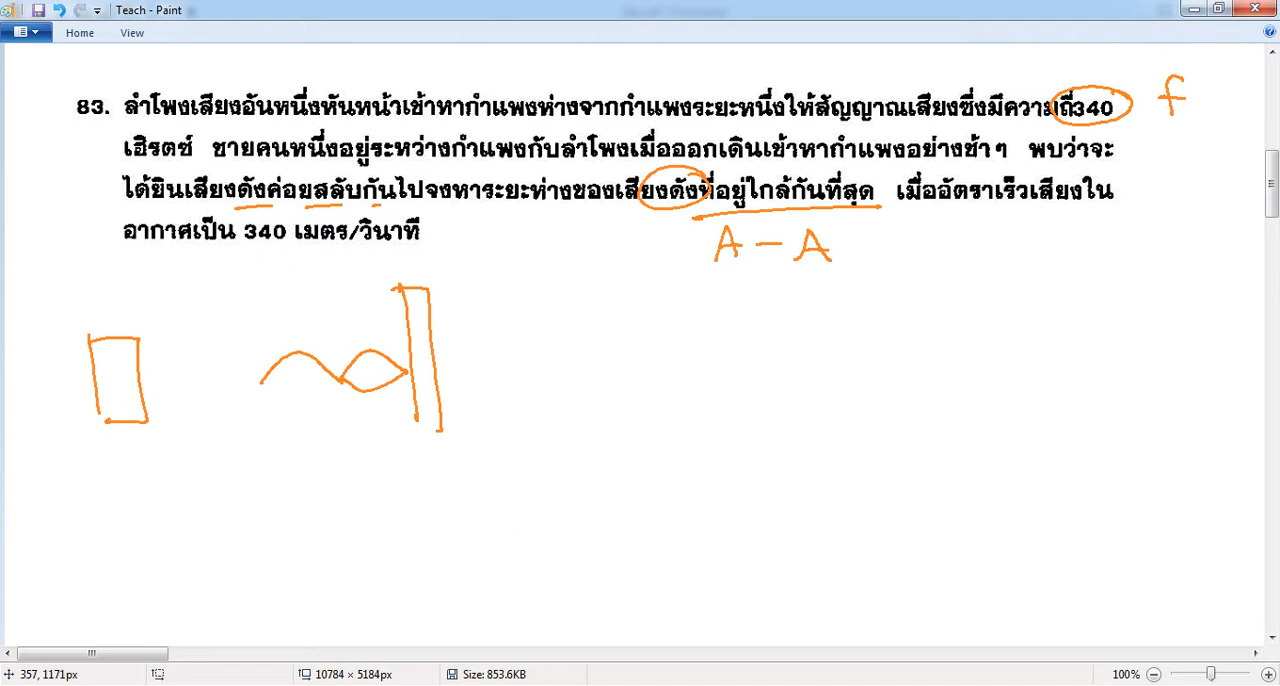 Teach - Paint
Home View
83. ลำโพงเสียงอันหนึ่งหันหน้าเข้าหากำแพงห่างจากกำแพงระยะหนึ่งให้สัญญาณเสียงซึ่งมีความถี่340 f
เฮิรตซ์ ชายคนหนึ่งอยู่ระหว่างกำแพงกับลำโพงเมื่อออกเดินเข้าหากำแพงอย่างช้าๆ พบว่าจะ
ได้ยินเสียงดังค่อยสลับกันไปจงหาระยะห่างของเสียงดังที่อยู่ใกล้กันที่สุด เมื่ออัตราเร็วเสียงใน
อากาศเป็น 340 เมตร/วินาที
A - A
357, 1171px 10784 × 5184px Size: 853.6KB 100%